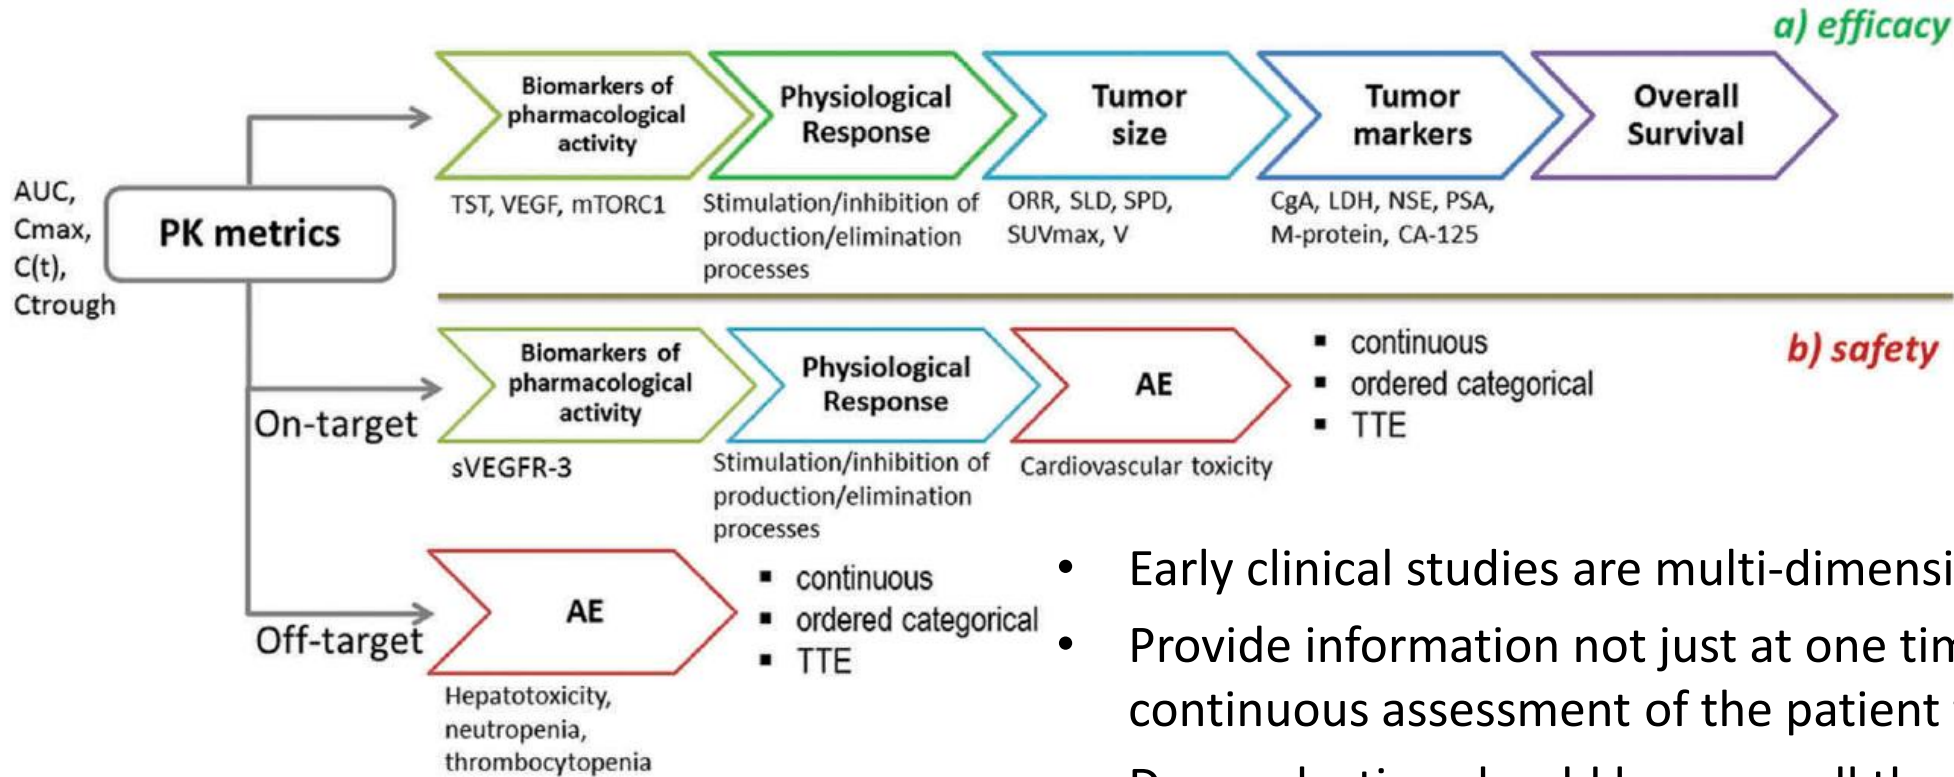 a) efficacy
Biomarkers of
pharmacological
activity
Physiological
Response
Tumor
size
Tumor
markers
Overall
Survival
TST, VEGF, mTORC1
Stimulation/inhibition of
production/elimination
processes
ORR, SLD, SPD,
SUVmax, V
CgA, LDH, NSE, PSA,
M-protein, CA-125
AUC,
Cmax,
C(t),
Ctrough
PK metrics
b) safety
On-target
Biomarkers of
pharmacological
activity
Physiological
Response
AE
▪ continuous
▪ ordered categorical
▪ TTE
sVEGFR-3
Stimulation/inhibition of
production/elimination
processes
Cardiovascular toxicity
Off-target
AE
▪ continuous
▪ ordered categorical
▪ TTE
Hepatotoxicity,
neutropenia,
thrombocytopenia
• Early clinical studies are multi-dimensi
• Provide information not just at one tim
continuous assessment of the patient